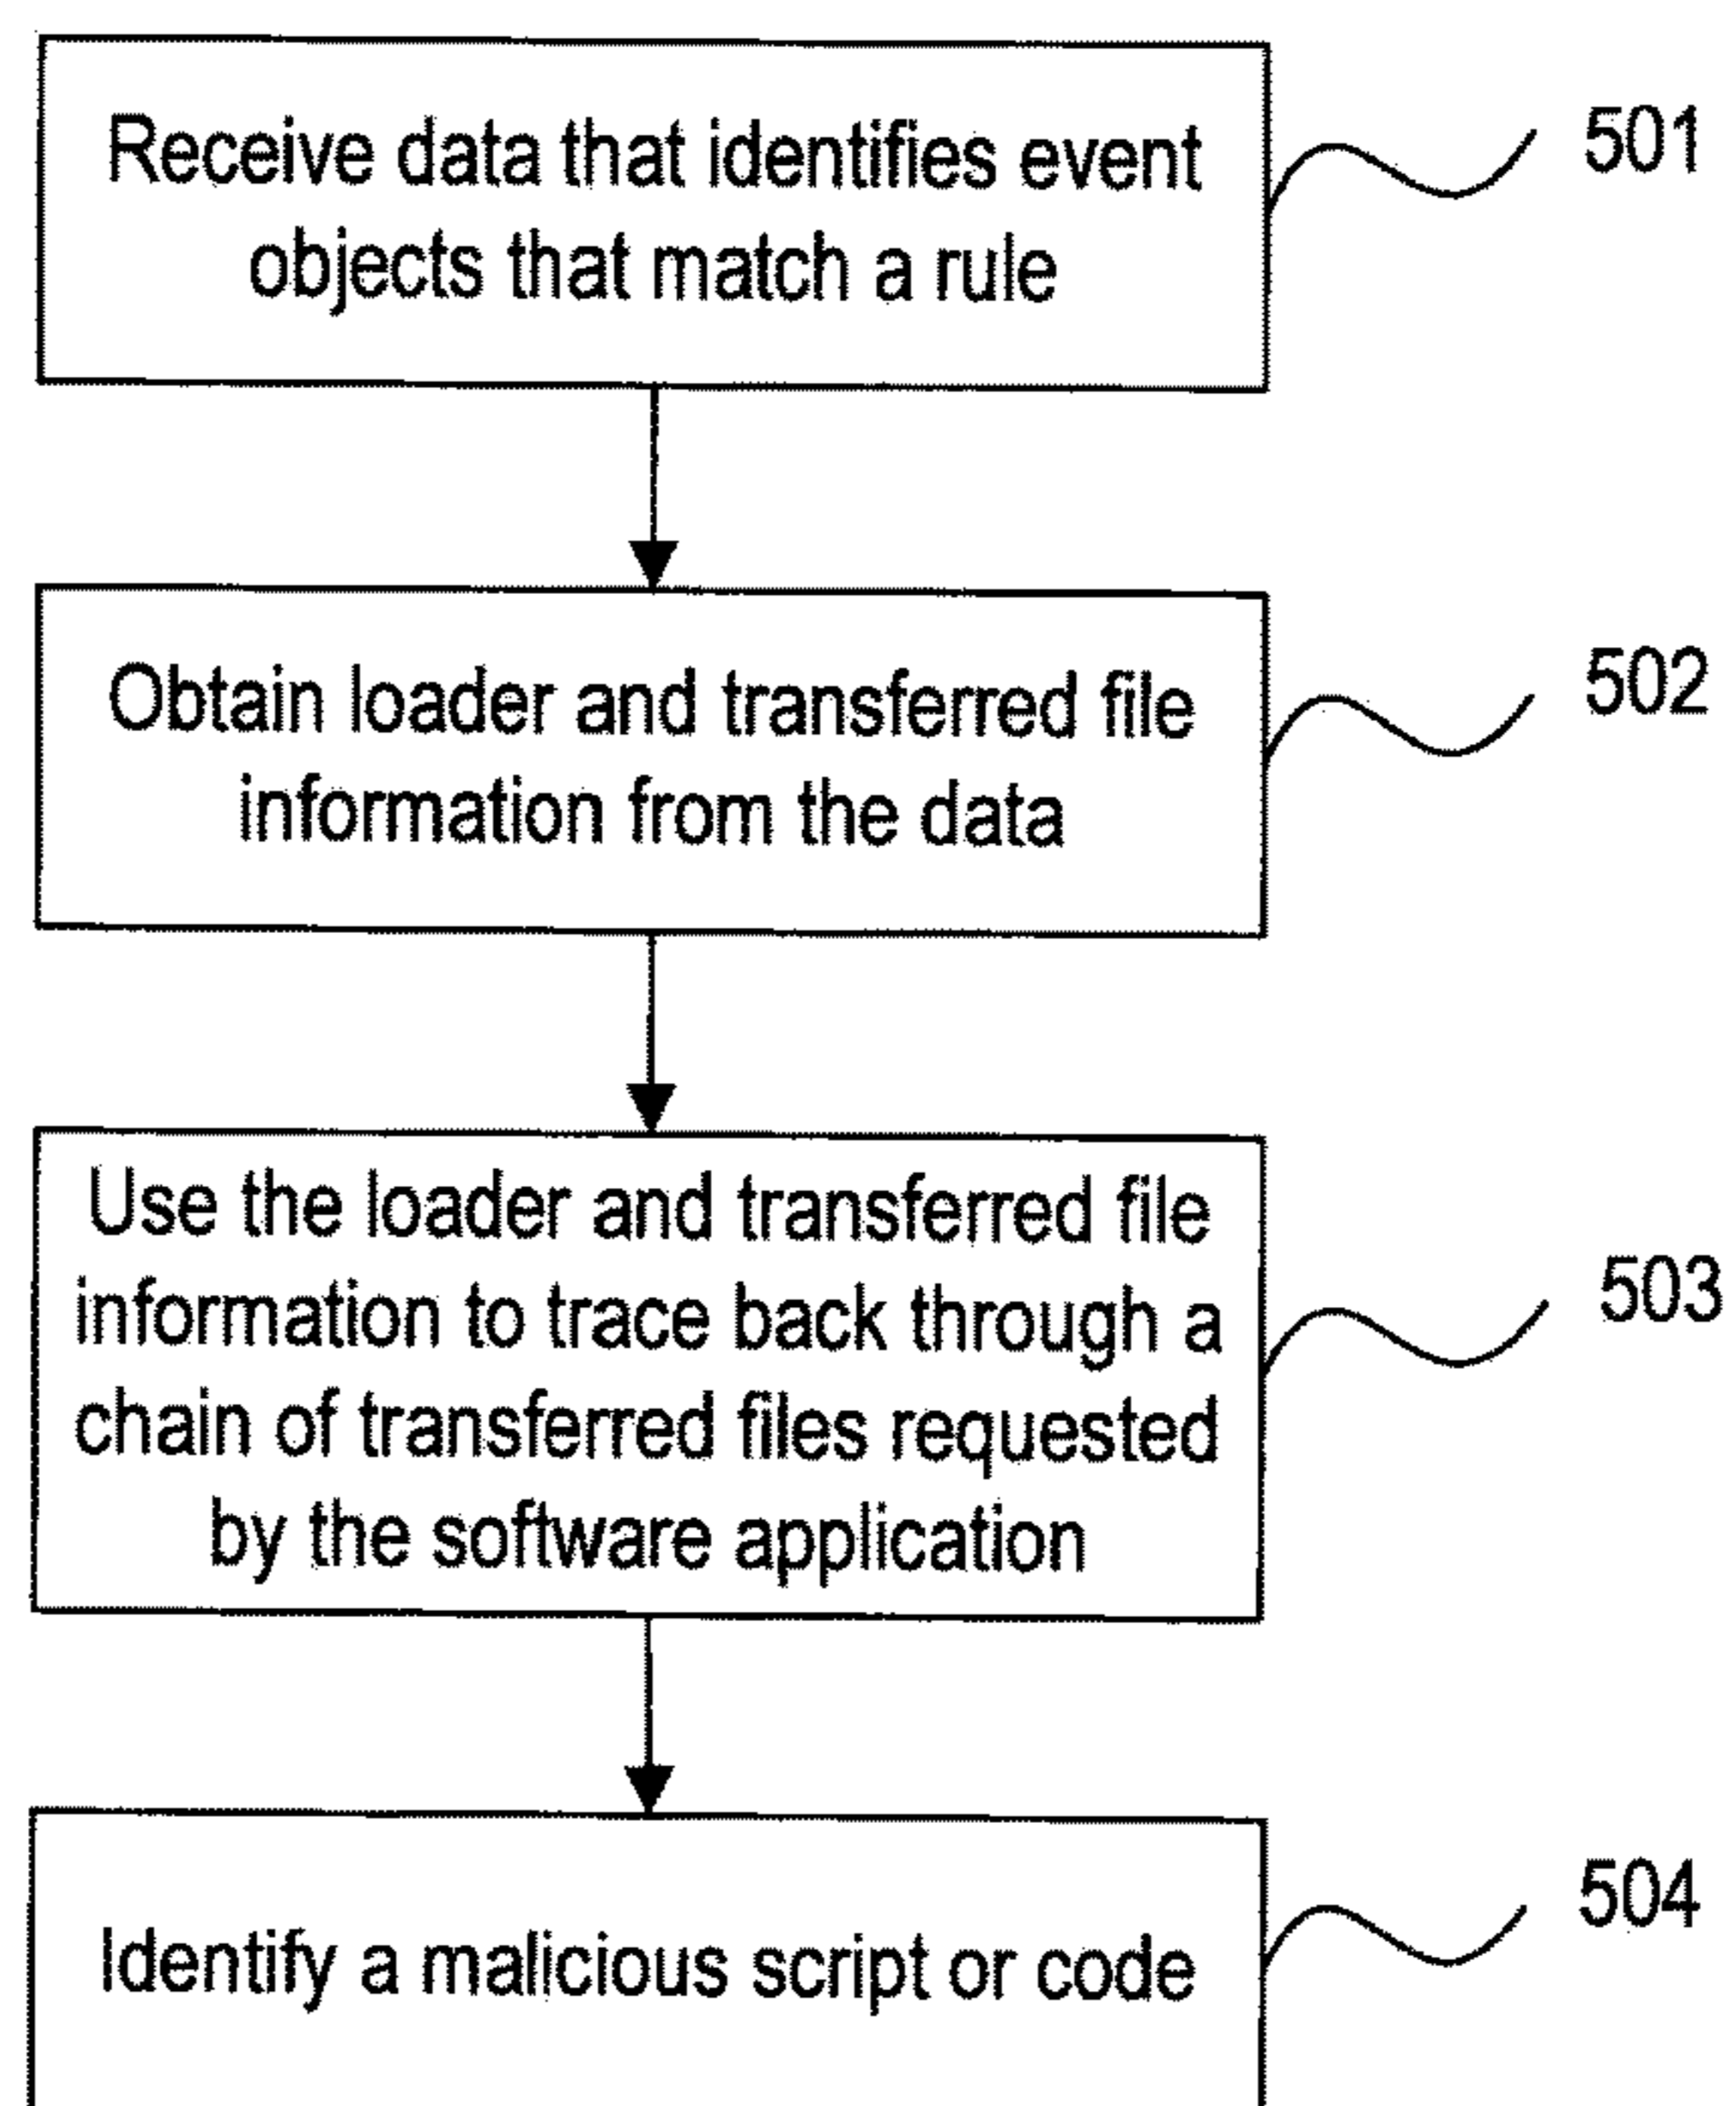 Receive data that identifies event
objects that match a rule
501
Obtain loader and transferred file
information from the data
502
Use the loader and transferred file
information to trace back through a
chain of transferred files requested
by the software application
503
Identify a malicious script or code
504